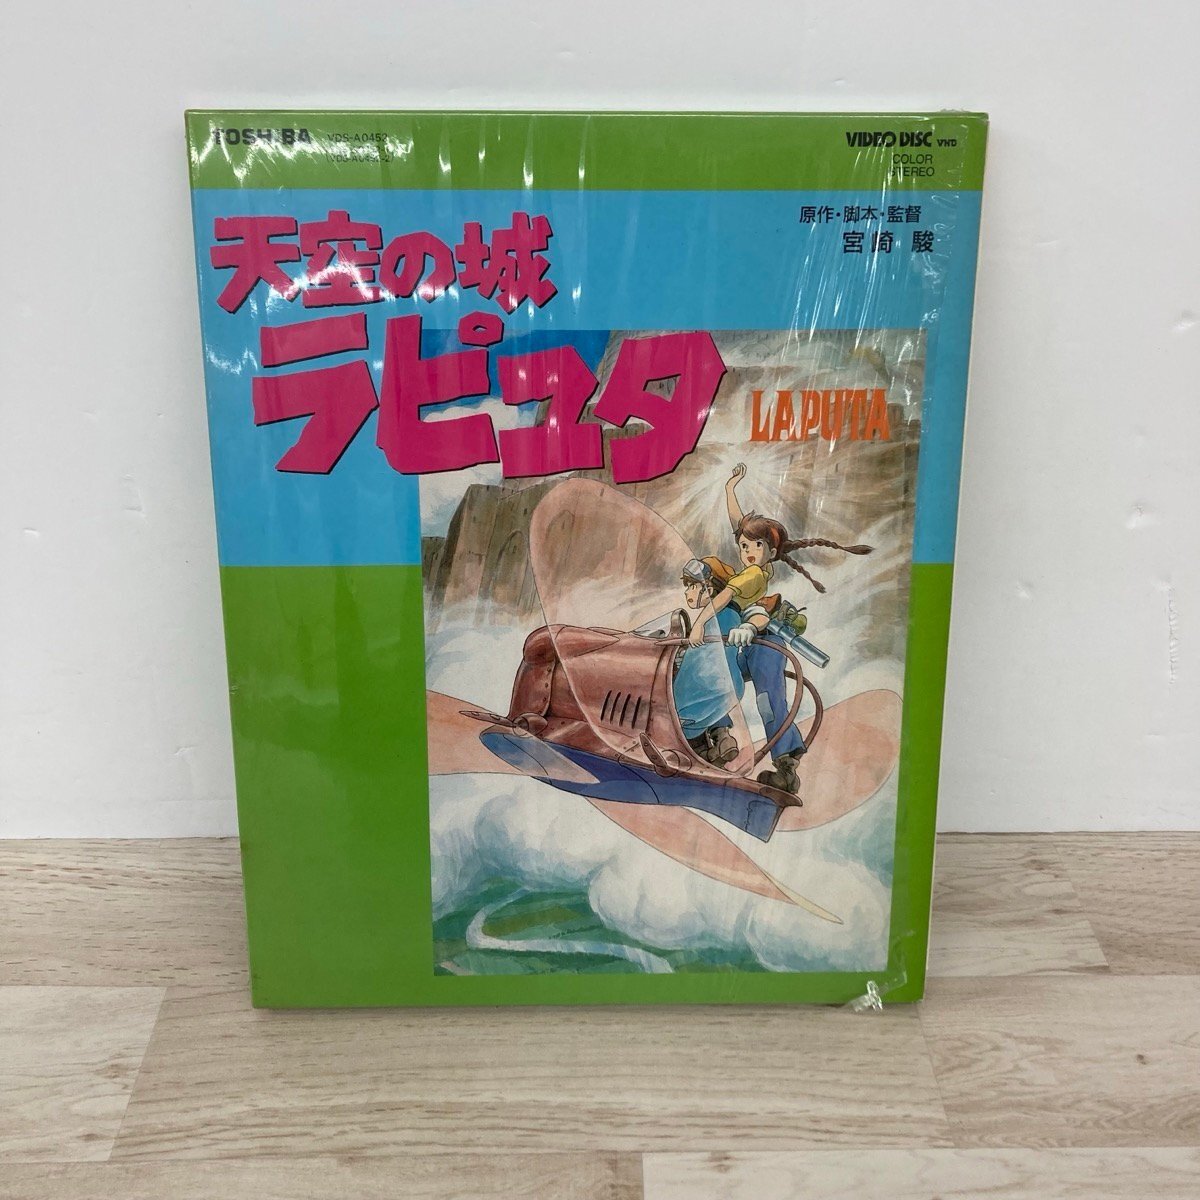 TOSHIBA
VDS-A0452
VIDEO DISC VHD
COLOR
STEREO
原作・脚本・監督
宮崎 駿
天空の城
ラピュタ
LAPUTA